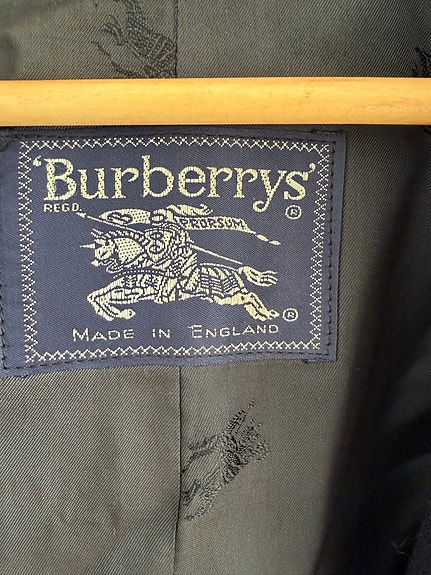 'Burberrys'
REGD. ®
PRORSUM
®
MADE IN ENGLAND